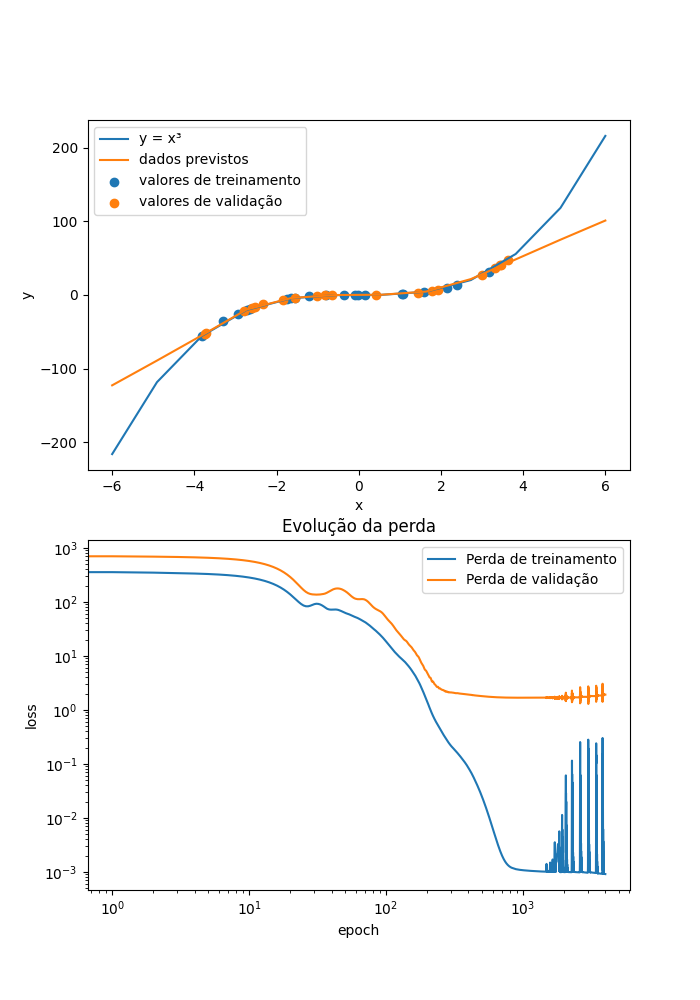 y = x³
dados previstos
valores de treinamento
valores de validação
200
100
0
−100
−200
y
−6 −4 −2 0 2 4 6
x
Evolução da perda
Perda de treinamento
Perda de validação
10³
10²
10¹
10⁰
10⁻¹
10⁻²
10⁻³
loss
10⁰ 10¹ 10² 10³
epoch